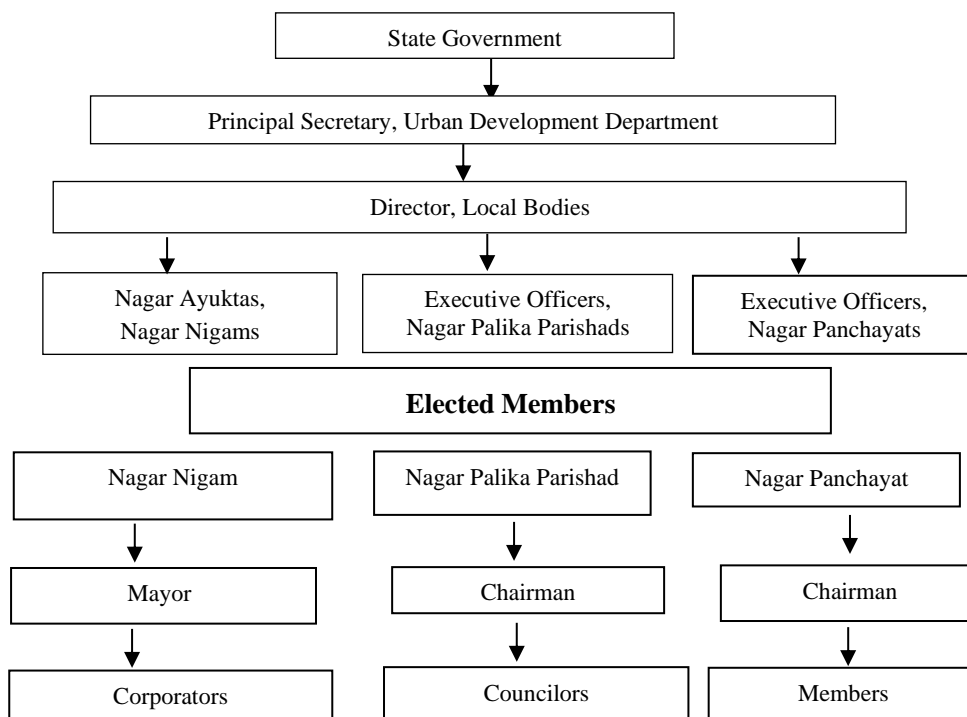 State Government
Principal Secretary, Urban Development Department
Director, Local Bodies
Nagar Ayuktas,
Nagar Nigams
Executive Officers,
Nagar Palika Parishads
Executive Officers,
Nagar Panchayats
Elected Members
Nagar Nigam
Nagar Palika Parishad
Nagar Panchayat
Mayor
Chairman
Chairman
Corporators
Councilors
Members